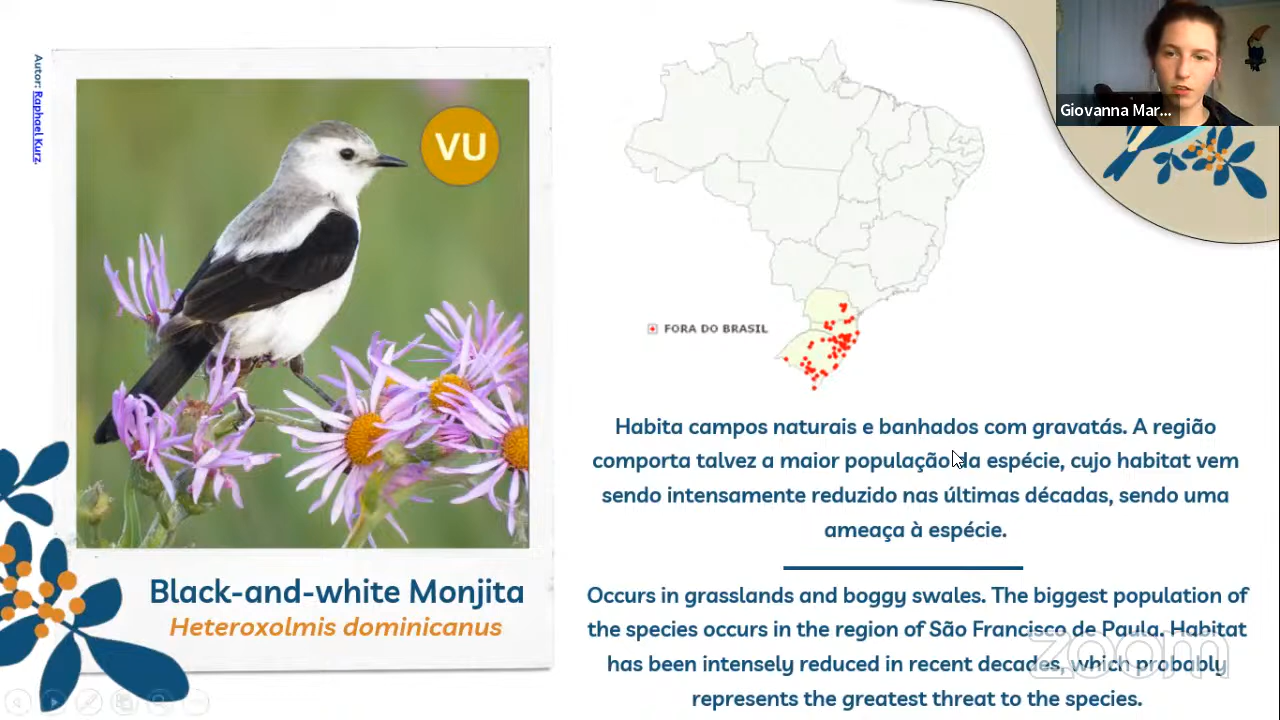 Autor: Raphael Kurz.
VU
Giovanna Mar...
FORA DO BRASIL
Habita campos naturais e banhados com gravatás. A região
comporta talvez a maior população da espécie, cujo habitat vem
sendo intensamente reduzido nas últimas décadas, sendo uma
ameaça à espécie.
Black-and-white Monjita
Heteroxolmis dominicanus
Occurs in grasslands and boggy swales. The biggest population of
the species occurs in the region of São Francisco de Paula. Habitat
has been intensely reduced in recent decades, which probably
represents the greatest threat to the species.
zoom